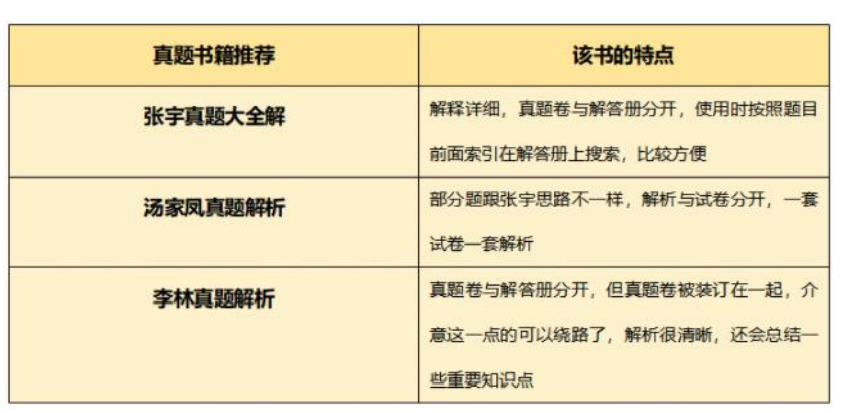 真题书籍推荐
该书的特点
张宇真题大全解
解释详细，真题卷与解答册分开，使用时按照题目
前面索引在解答册上搜索，比较方便
汤家凤真题解析
部分题跟张宇思路不一样，解析与试卷分开，一套
试卷一套解析
李林真题解析
真题卷与解答册分开，但真题卷被装订在一起，介
意这一点的可以绕路了，解析很清晰，还会总结一
些重要知识点